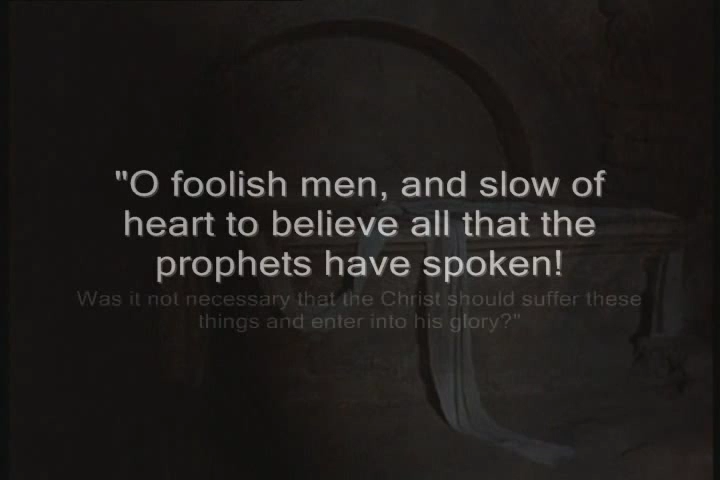 "O foolish men, and slow of
heart to believe all that the
prophets have spoken!
Was it not necessary that the Christ should suffer these
things and enter into his glory?"